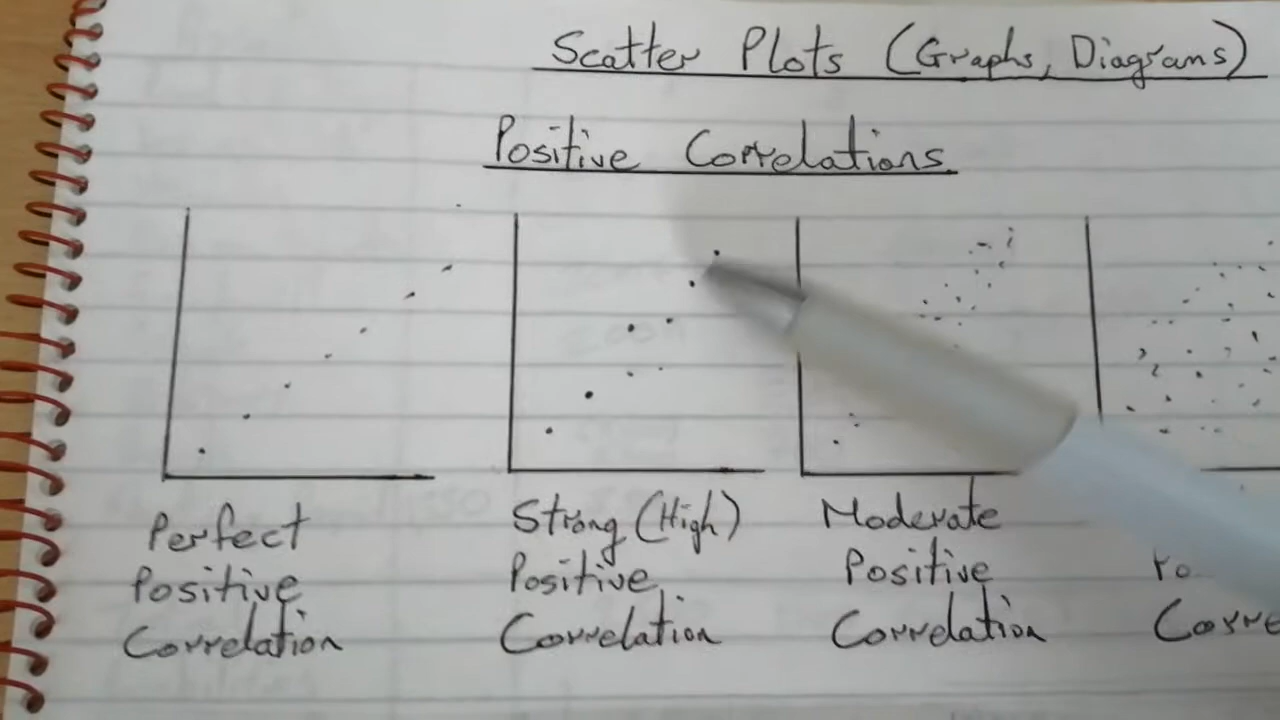 Scatter Plots (Graphs, Diagrams)
Positive Correlations
Perfect
Positive
Correlation
Strong (High)
Positive
Correlation
Moderate
Positive
Correlation